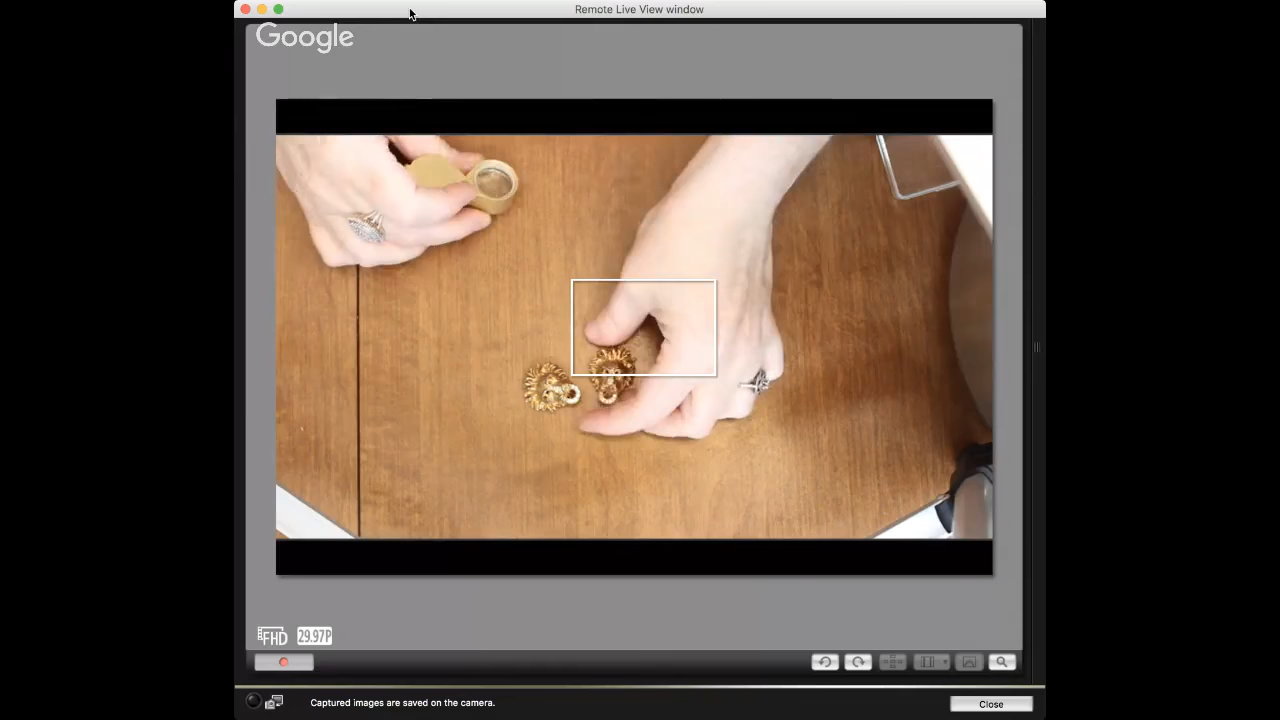 Remote Live View window
Google
FHD
29.97P
Captured images are saved on the camera.
Close